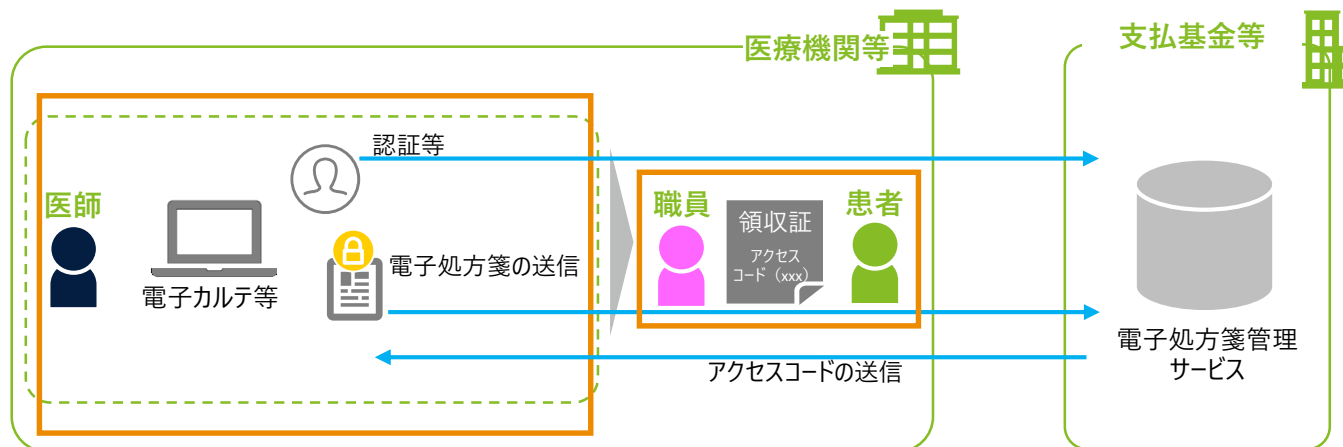 医療機関等
支払基金等
認証等
医師
電子カルテ等
電子処方箋の送信
職員
領収証
アクセス
コード（xxx）
患者
アクセスコードの送信
電子処方箋管理
サービス